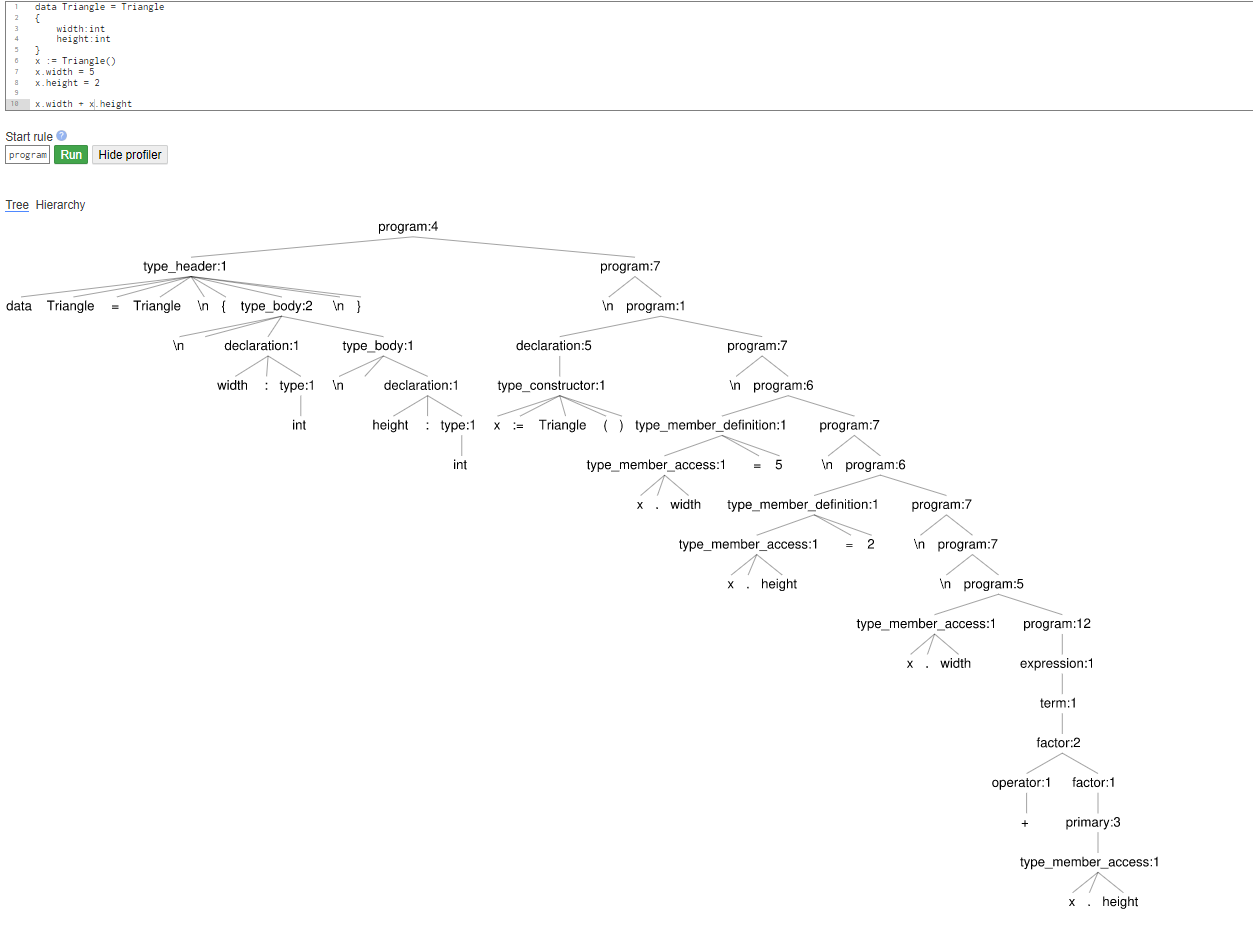 1 data Triangle = Triangle
2 {
3 width:int
4 height:int
5 }
6 x := Triangle()
7 x.width = 5
8 x.height = 2
9
10 x.width + x.height
Start rule ?
program Run Hide profiler
Tree Hierarchy
program:4
type_header:1 program:7
data Triangle = Triangle \n { type_body:2 \n } \n program:1
\n declaration:1 type_body:1 declaration:5 program:7
width : type:1 \n declaration:1 type_constructor:1 \n program:6
int height : type:1 x := Triangle ( ) type_member_definition:1 program:7
int type_member_access:1 = 5 \n program:6
x . width type_member_definition:1 program:7
type_member_access:1 = 2 \n program:7
x . height \n program:5
type_member_access:1 program:12
x . width expression:1
term:1
factor:2
operator:1 factor:1
+ primary:3
type_member_access:1
x . height